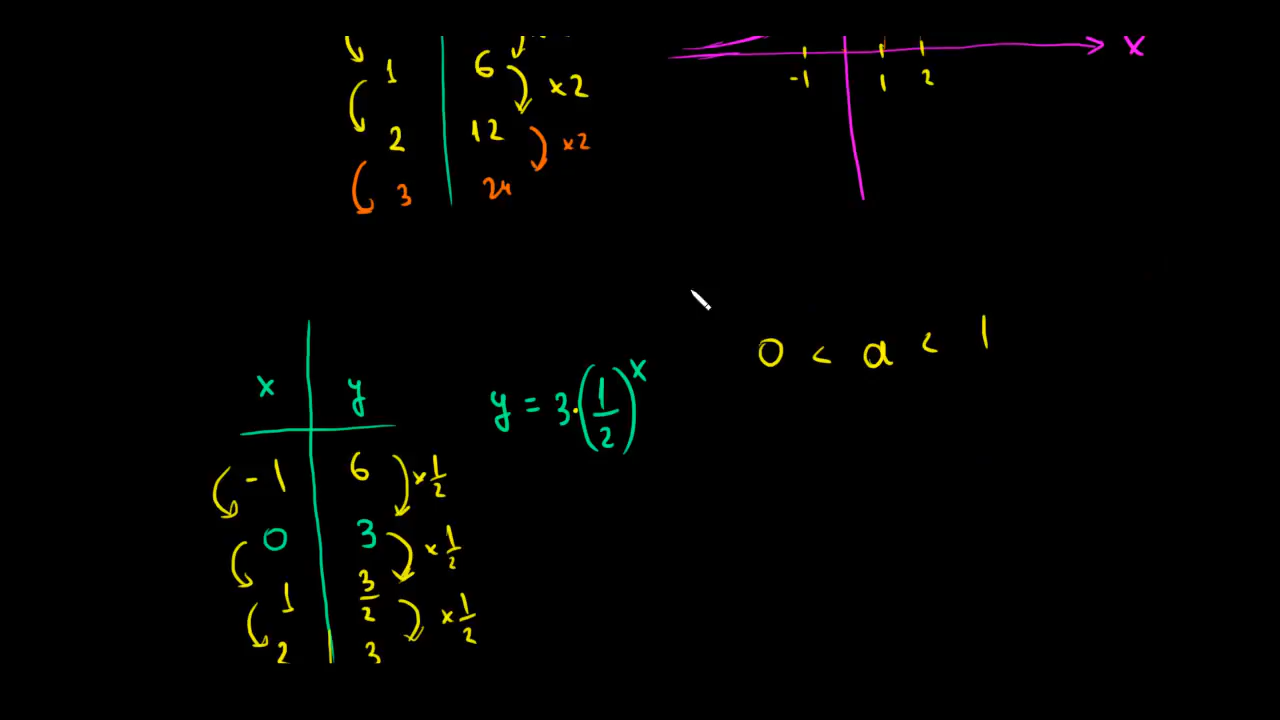 1 6 ×2
2 12 ×2
3 24
x
-1 1 2
0 < a < 1
x y
y = 3·(1/2)^x
-1 6 ×1/2
0 3 ×1/2
1 3/2 ×1/2
2 3